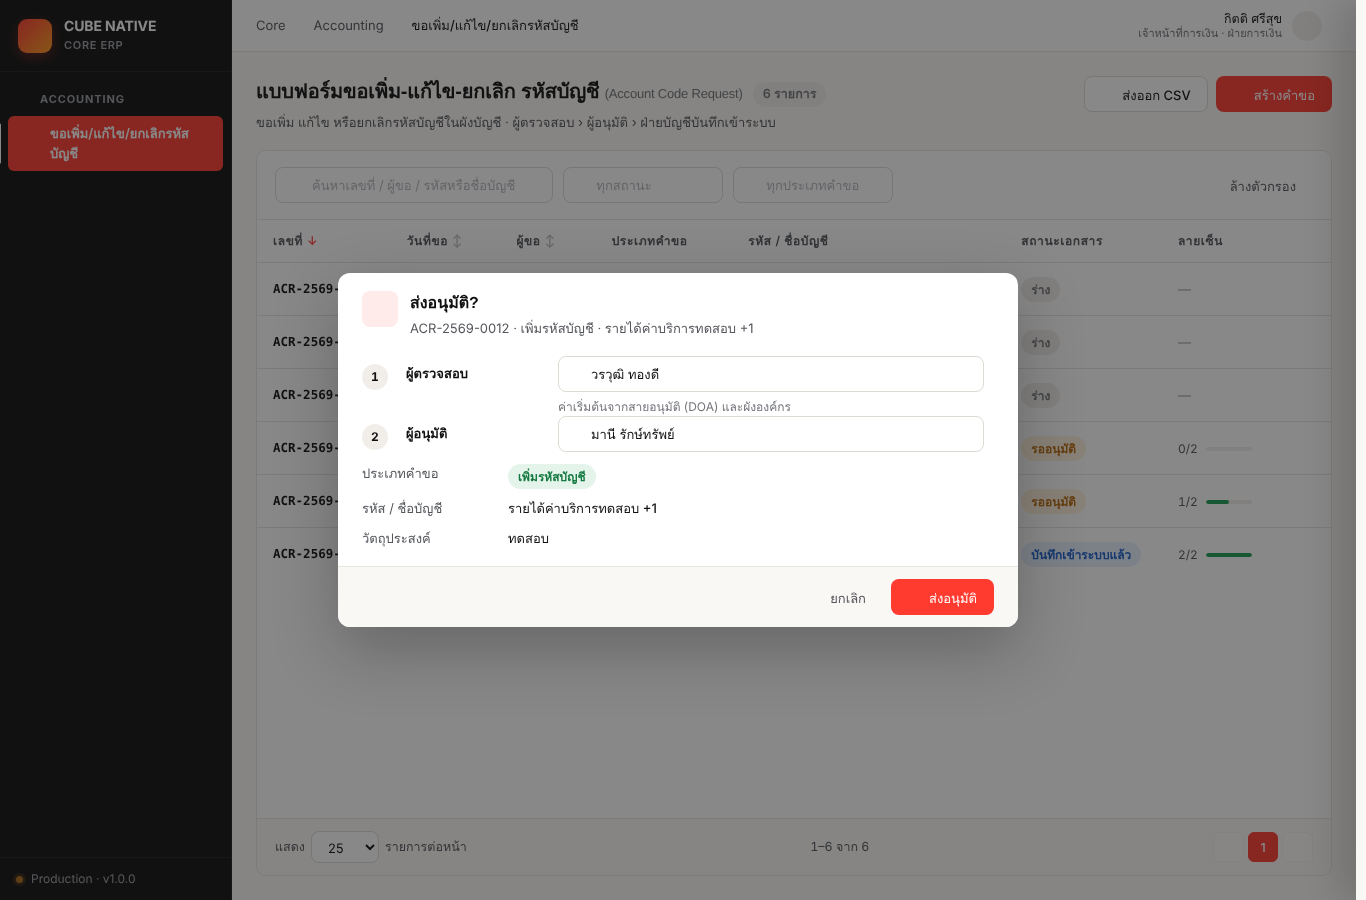 CUBE NATIVE
CORE ERP
ACCOUNTING
ขอเพิ่ม/แก้ไข/ยกเลิกรหัส
บัญชี
Production · v1.0.0
Core Accounting ขอเพิ่ม/แก้ไข/ยกเลิกรหัสบัญชี
กิตติ ศรีสุข
เจ้าหน้าที่การเงิน · ฝ่ายการเงิน
แบบฟอร์มขอเพิ่ม-แก้ไข-ยกเลิก รหัสบัญชี (Account Code Request) 6 รายการ
ขอเพิ่ม แก้ไข หรือยกเลิกรหัสบัญชีในผังบัญชี · ผู้ตรวจสอบ › ผู้อนุมัติ › ฝ่ายบัญชีบันทึกเข้าระบบ
ส่งออก CSV สร้างคำขอ
ค้นหาเลขที่ / ผู้ขอ / รหัสหรือชื่อบัญชี ทุกสถานะ ทุกประเภทคำขอ ล้างตัวกรอง
เลขที่ ↓ วันที่ขอ ↕ ผู้ขอ ↕ ประเภทคำขอ รหัส / ชื่อบัญชี สถานะเอกสาร ลายเซ็น
ACR-2569- ร่าง —
ACR-2569- ร่าง —
ACR-2569- ร่าง —
ACR-2569- รออนุมัติ 0/2
ACR-2569- รออนุมัติ 1/2
ACR-2569- บันทึกเข้าระบบแล้ว 2/2
ส่งอนุมัติ?
ACR-2569-0012 · เพิ่มรหัสบัญชี · รายได้ค่าบริการทดสอบ +1
1 ผู้ตรวจสอบ วรวุฒิ ทองดี
ค่าเริ่มต้นจากสายอนุมัติ (DOA) และผังองค์กร
2 ผู้อนุมัติ มานี รักษ์ทรัพย์
ประเภทคำขอ เพิ่มรหัสบัญชี
รหัส / ชื่อบัญชี รายได้ค่าบริการทดสอบ +1
วัตถุประสงค์ ทดสอบ
ยกเลิก ส่งอนุมัติ
แสดง 25 รายการต่อหน้า 1–6 จาก 6 1